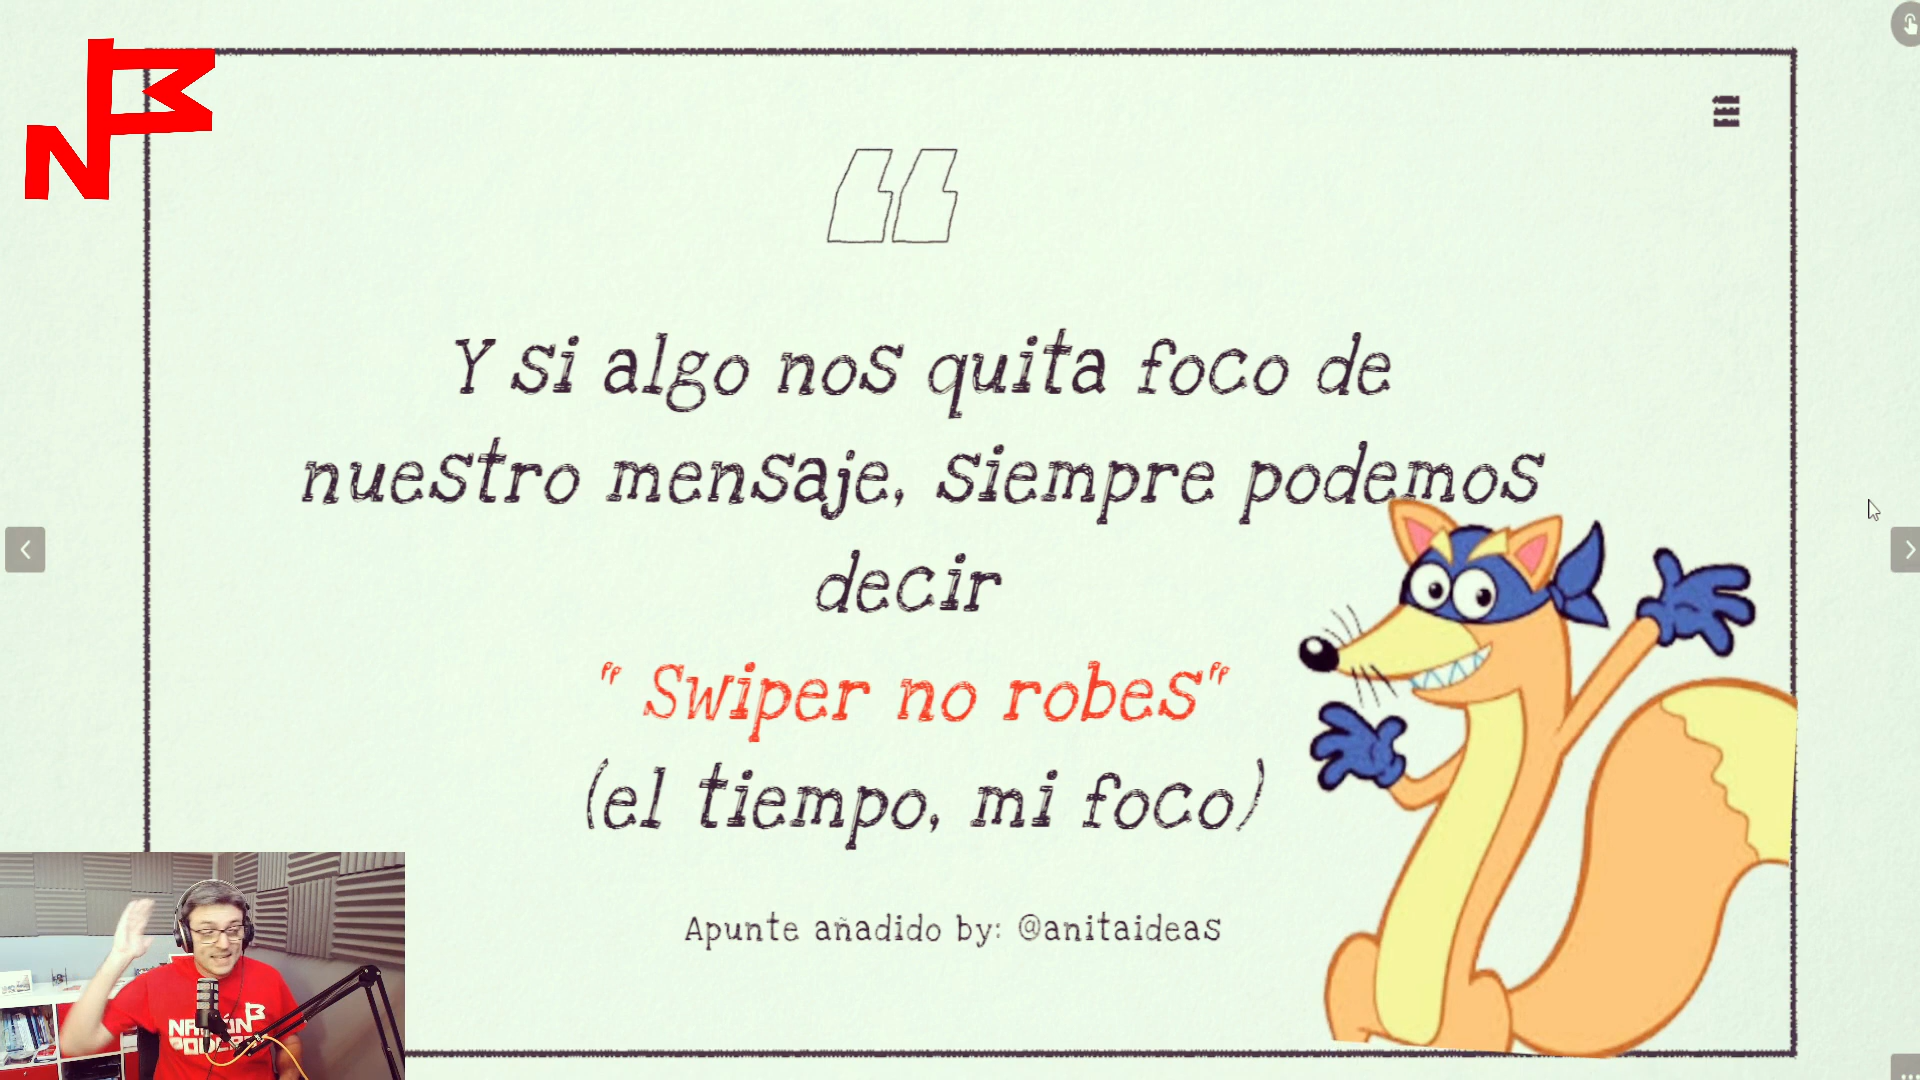 Y si algo nos quita foco de
nuestro mensaje, siempre podemos
decir
" Swiper no robes"
(el tiempo, mi foco)
Apunte añadido by: @anitaideas